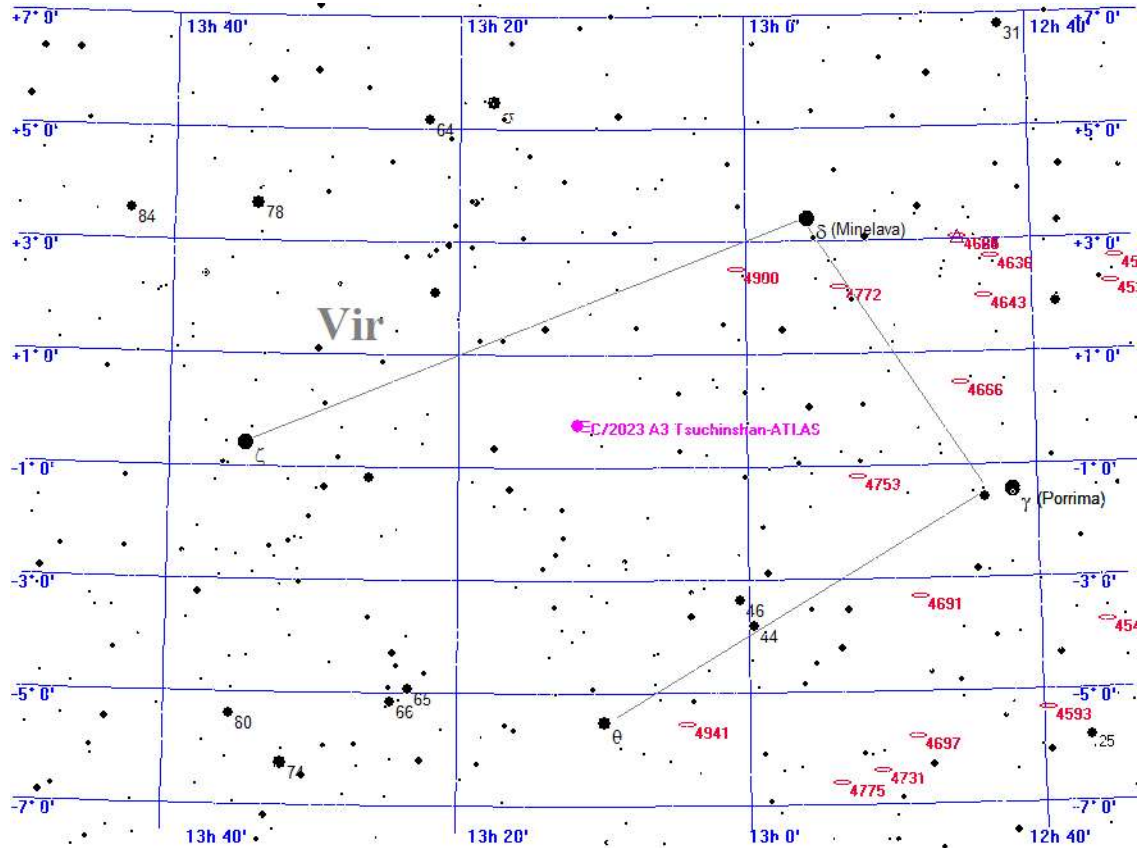 13h 40
13h 20
13h 0
12h 40
+7° 0'
+7° 0'
31
σ
64
+5° 0'
+5° 0'
84
78
δ (Minelava)
+3° 0'
+3° 0'
4636
4900
4772
4643
Vir
+1° 0'
+1° 0'
4666
C/2023 A3 Tsuchinshan-ATLAS
ζ
-1° 0'
-1° 0'
4753
γ (Porrima)
-3° 0'
-3° 0'
46
4691
44
-5° 0'
-5° 0'
65
66
80
θ
4941
4593
4697
25
74
4731
4775
-7° 0'
-7° 0'
13h 40
13h 20
13h 0
12h 40